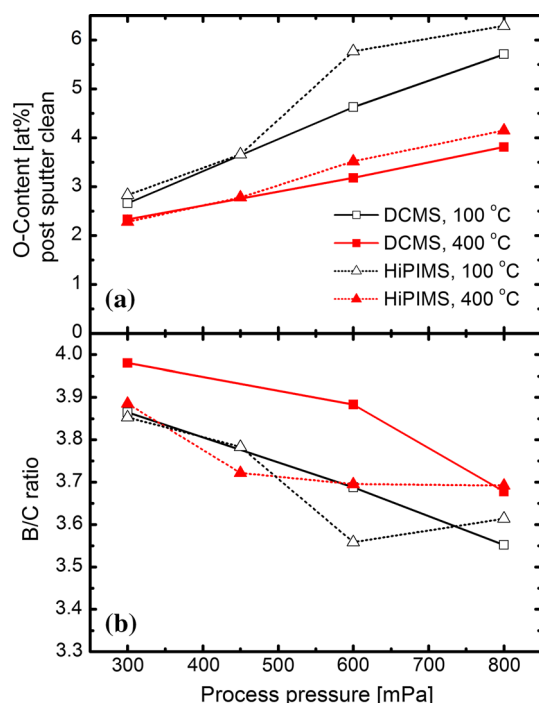 6
5
4
3
2
1
0
O-Content [at%]
post sputter clean
DCMS, 100 °C
DCMS, 400 °C
HiPIMS, 100 °C
HiPIMS, 400 °C
(a)
4.0
3.9
3.8
3.7
3.6
3.5
3.4
3.3
B/C ratio
(b)
300 400 500 600 700 800
Process pressure [mPa]